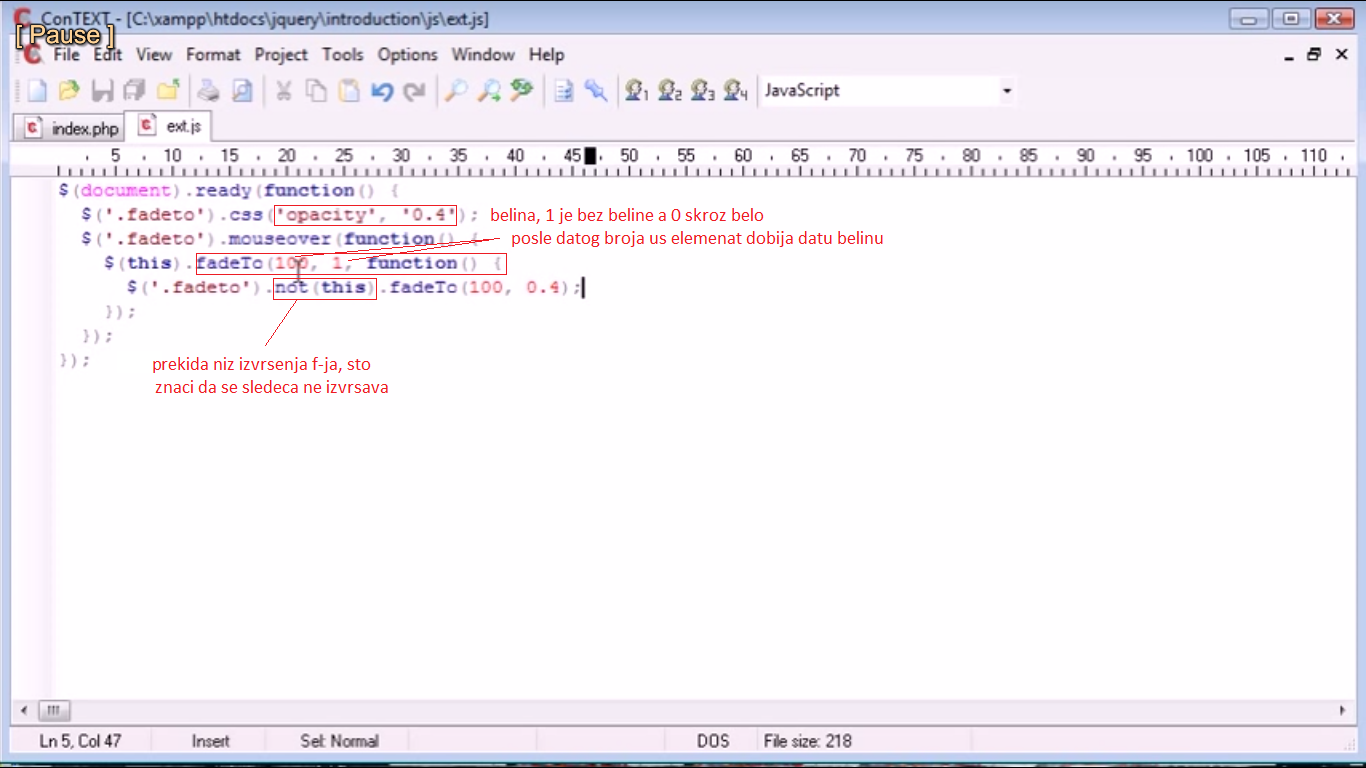 ConTEXT - [C:\xampp\htdocs\jquery\introduction\js\ext.js]
[ Pause ]
File Edit View Format Project Tools Options Window Help
1 2 3 4 JavaScript
index.php ext.js
5 10 15 20 25 30 35 40 45 50 55 60 65 70 75 80 85 90 95 100 105 110
$(document).ready(function() {
$('.fadeto').css('opacity', '0.4'); belina, 1 je bez beline a 0 skroz belo
$('.fadeto').mouseover(function() { posle datog broja us elemenat dobija datu belinu
$(this).fadeTo(100, 1, function() {
$('.fadeto').not(this).fadeTo(100, 0.4);
});
});
});
prekida niz izvrsenja f-ja, sto
znaci da se sledeca ne izvrsava
Ln 5, Col 47 Insert Sel: Normal DOS File size: 218